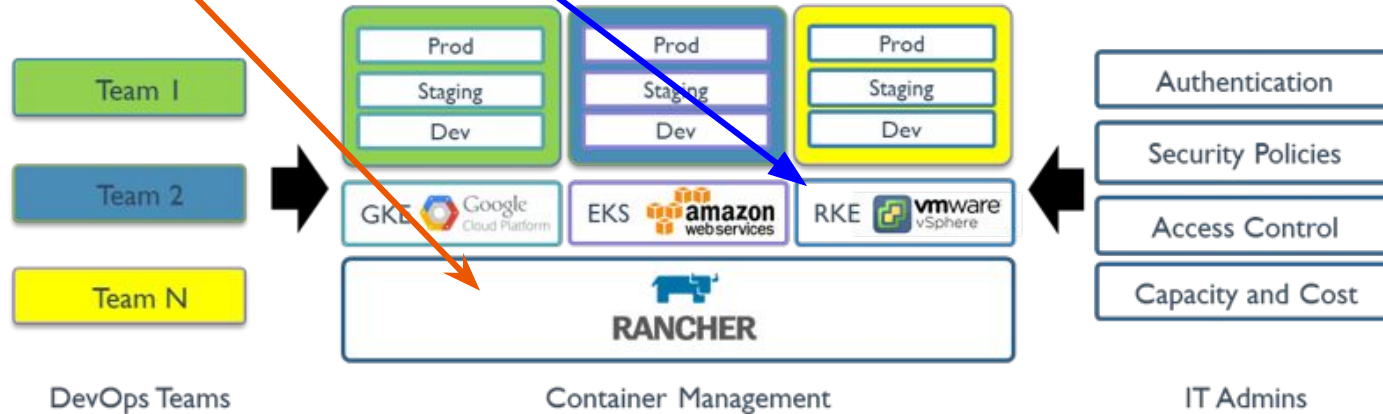 Team 1
Team 2
Team N
DevOps Teams
Prod
Staging
Dev
Prod
Staging
Dev
Prod
Staging
Dev
GKE Google
Cloud Platform
EKS amazon
webservices
RKE vmware
vSphere
RANCHER
Container Management
Authentication
Security Policies
Access Control
Capacity and Cost
IT Admins